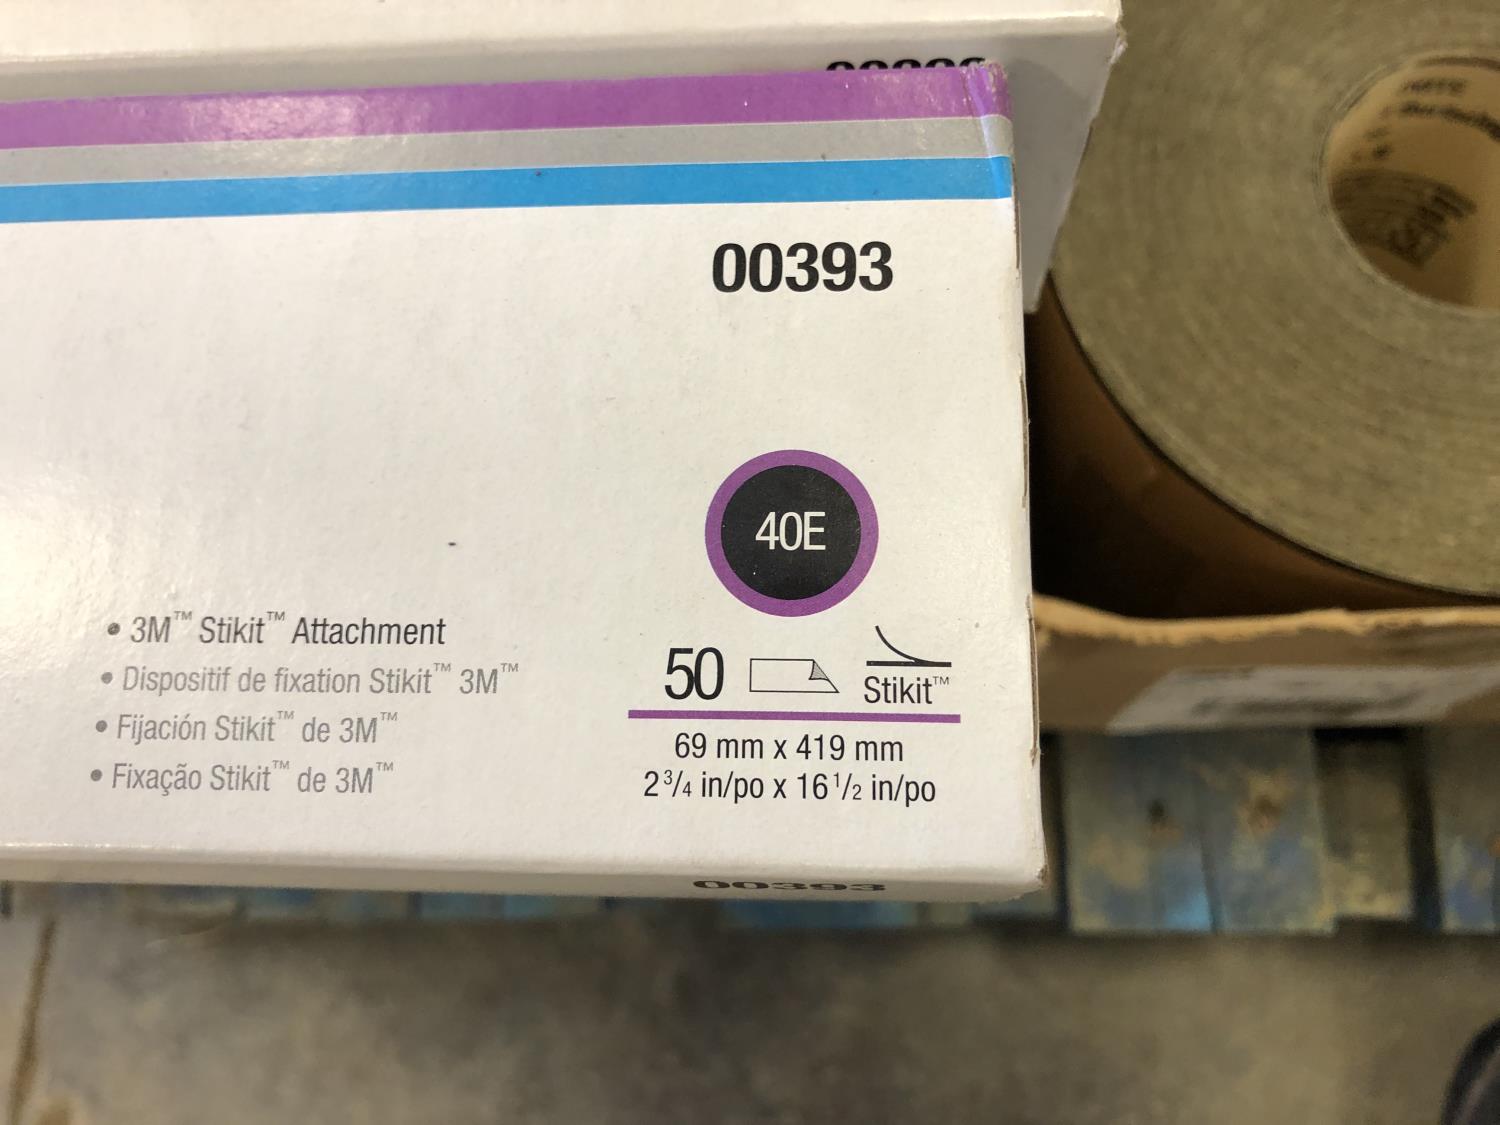 00393
40E
• 3M™ Stikit™ Attachment
• Dispositif de fixation Stikit™ 3M™
• Fijación Stikit™ de 3M™
• Fixação Stikit™ de 3M™
50
Stikit™
69 mm x 419 mm
2 3/4 in/po x 16 1/2 in/po
00393